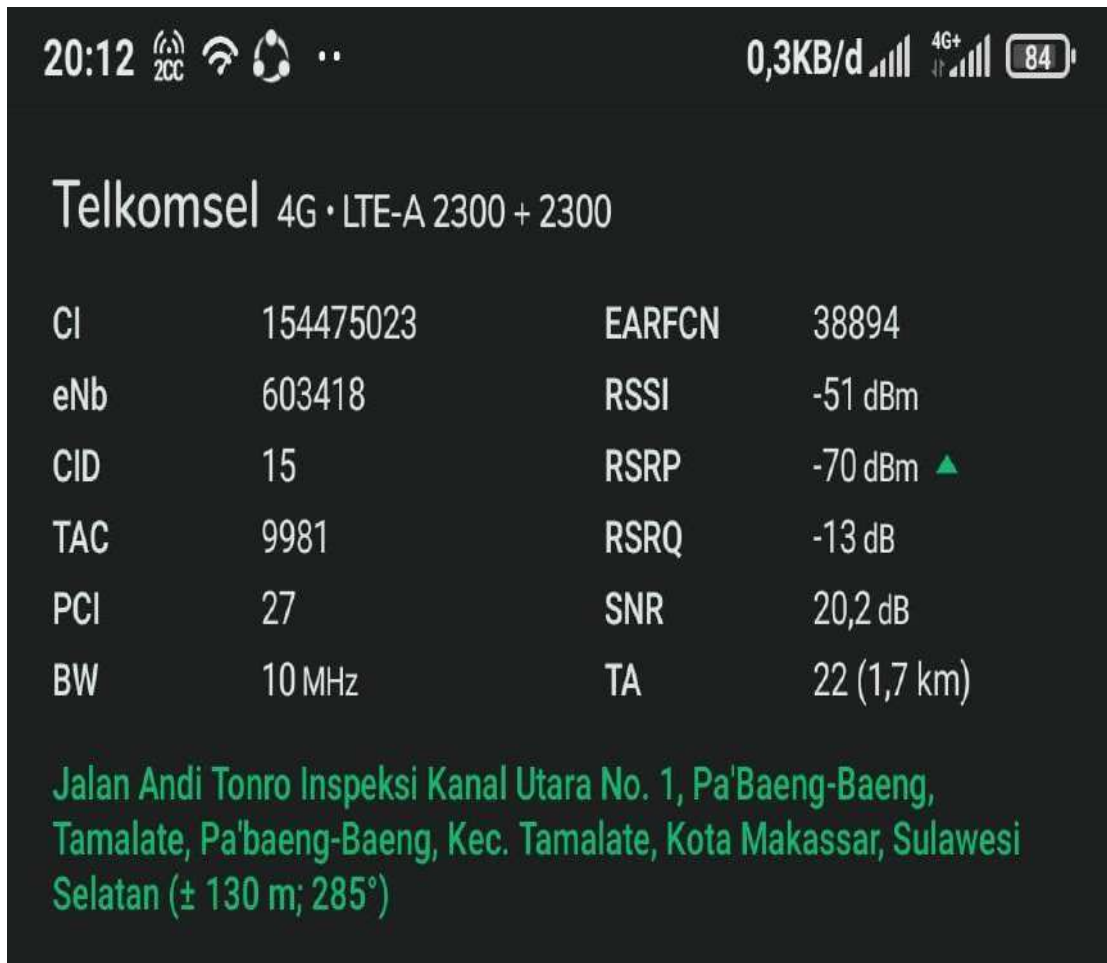 20:12 2CC 0,3KB/d 4G+ 84
Telkomsel 4G • LTE-A 2300 + 2300
CI 154475023 EARFCN 38894
eNb 603418 RSSI -51 dBm
CID 15 RSRP -70 dBm ▲
TAC 9981 RSRQ -13 dB
PCI 27 SNR 20,2 dB
BW 10 MHz TA 22 (1,7 km)
Jalan Andi Tonro Inspeksi Kanal Utara No. 1, Pa'Baeng-Baeng,
Tamalate, Pa'baeng-Baeng, Kec. Tamalate, Kota Makassar, Sulawesi
Selatan (± 130 m; 285°)